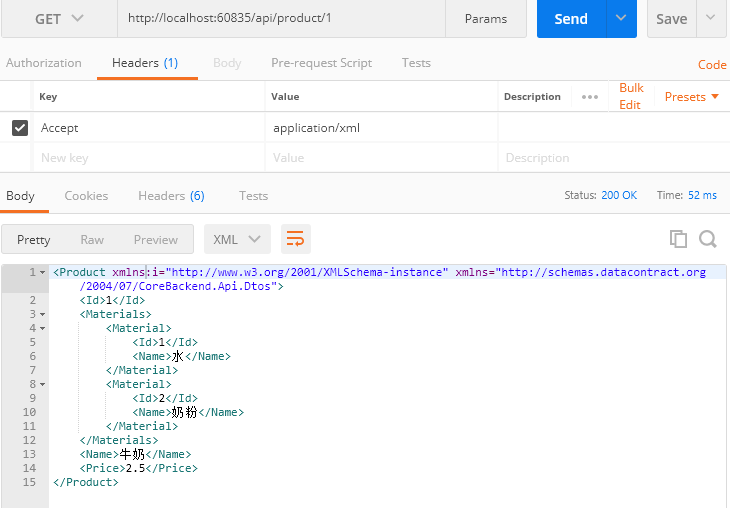 GET http://localhost:60835/api/product/1 Params Send Save
Authorization Headers (1) Body Pre-request Script Tests Code
Key Value Description ••• Bulk Edit Presets
Accept application/xml
New key Value Description
Body Cookies Headers (6) Tests Status: 200 OK Time: 52 ms
Pretty Raw Preview XML
1 <Product xmlns:i="http://www.w3.org/2001/XMLSchema-instance" xmlns="http://schemas.datacontract.org
/2004/07/CoreBackend.Api.Dtos">
2 <Id>1</Id>
3 <Materials>
4 <Material>
5 <Id>1</Id>
6 <Name>水</Name>
7 </Material>
8 <Material>
9 <Id>2</Id>
10 <Name>奶粉</Name>
11 </Material>
12 </Materials>
13 <Name>牛奶</Name>
14 <Price>2.5</Price>
15 </Product>